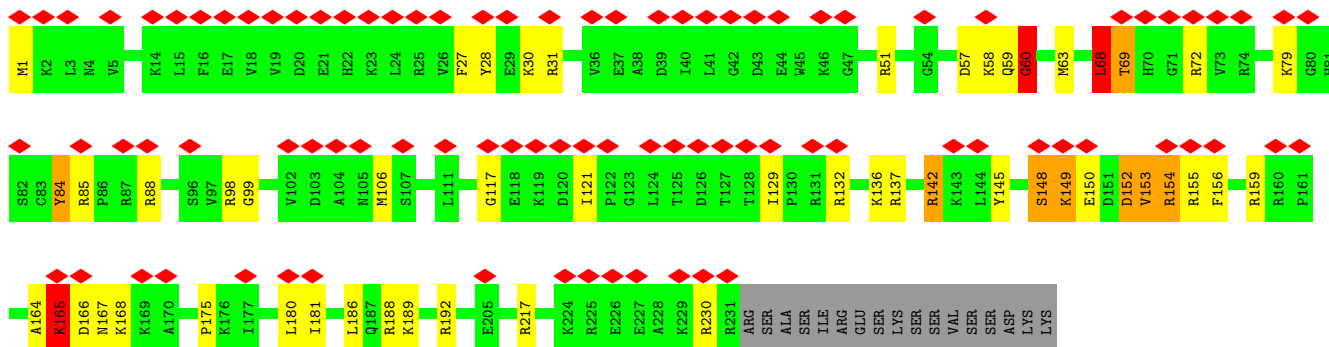 M1 K2 L3 N4 V5 K14 L15 F16 E17 V18 V19 D20 E21 H22 K23 L24 R25 V26 F27 Y28 E29 K30 R31 V36 E37 A38 D39 I40 L41 G42 D43 E44 W45 K46 G47 R51 G54 D57 K58 Q59 G60 M63 L68 T69 H70 G71 R72 V73 R74 K79 G80 H81
S82 C83 Y84 R85 P86 R87 R88 S96 V97 R98 G99 V102 D103 A104 N105 M106 S107 L111 G117 E118 K119 D120 I121 P122 G123 L124 T125 D126 T127 T128 I129 P130 R131 R132 K136 R137 R142 K143 L144 Y145 S148 K149 E150 D151 D152 V153 R154 R155 F156 R159 R160 P161
A164 K165 D166 N167 K168 K169 A170 P175 K176 I177 L180 I181 L186 Q187 R188 K189 R192 E205 R217 K224 R225 E226 E227 A228 K229 R230 R231 ARG SER ALA SER ILE ARG GLU SER LYS SER SER VAL SER SER ASP LYS LYS